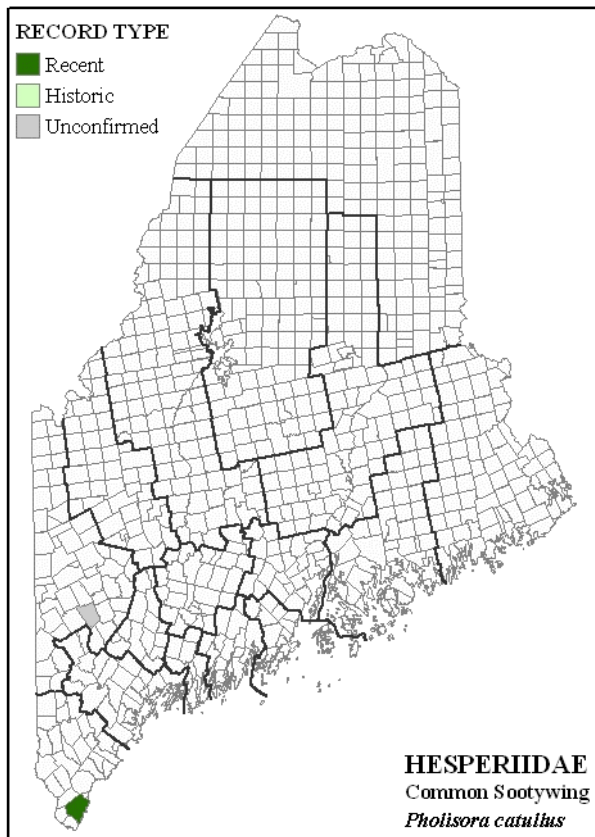 RECORD TYPE
Recent
Historic
Unconfirmed
HESPERIIDAE
Common Sootywing
Pholisora catullus